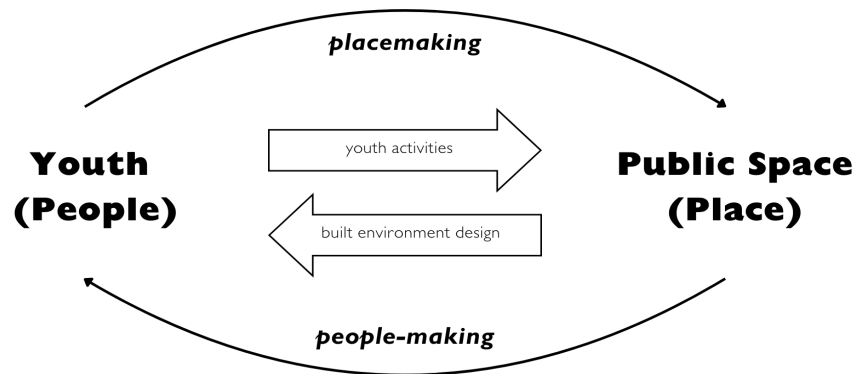 placemaking
youth activities
Youth
(People)
Public Space
(Place)
built environment design
people-making